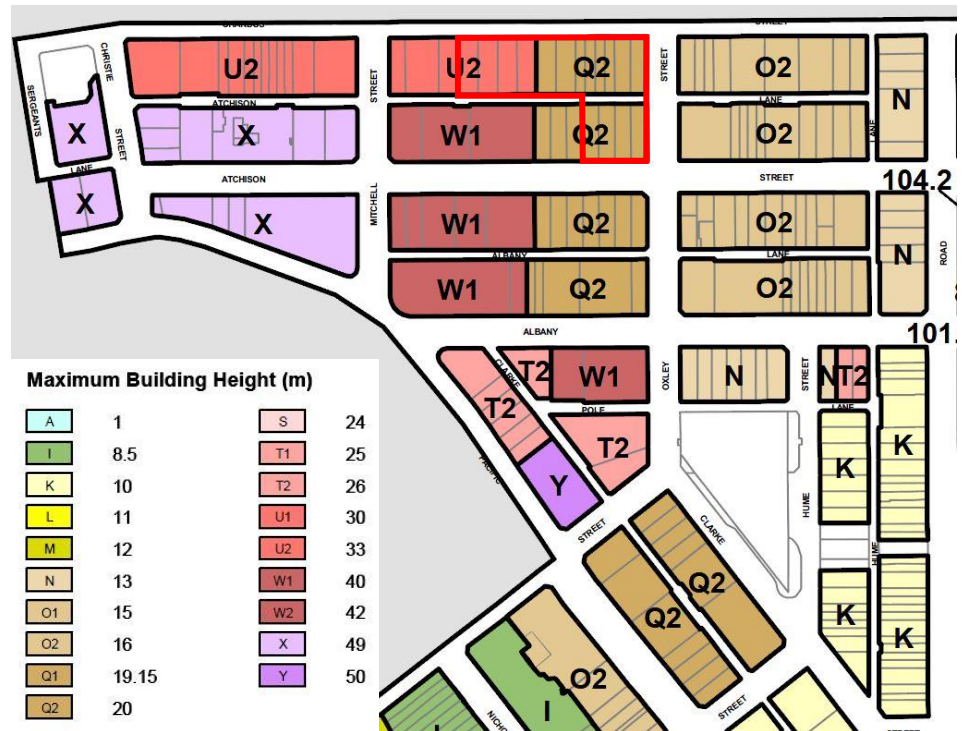 STREET
CHRISTIE
SERGEANTS
STREET
LANE
U2
U2
Q2
O2
N
STREET
STREET
ATCHISON
LANE
LANE
X
X
W1
Q2
O2
ATCHISON
STREET
104.2
X
X
MITCHELL
W1
Q2
O2
N
ROAD
ALBANY
LANE
W1
Q2
O2
ALBANY
101.
CLARKE
T2
W1
OXLEY
N
STREET
N
T2
T2
POLE
LANE
T2
PACIFIC
Y
K
K
HUME
CLARKE
STREET
HUME
Q2
Q2
K
K
O2
I
STREET
Maximum Building Height (m)
A 1
I 8.5
K 10
L 11
M 12
N 13
O1 15
O2 16
Q1 19.15
Q2 20
S 24
T1 25
T2 26
U1 30
U2 33
W1 40
W2 42
X 49
Y 50